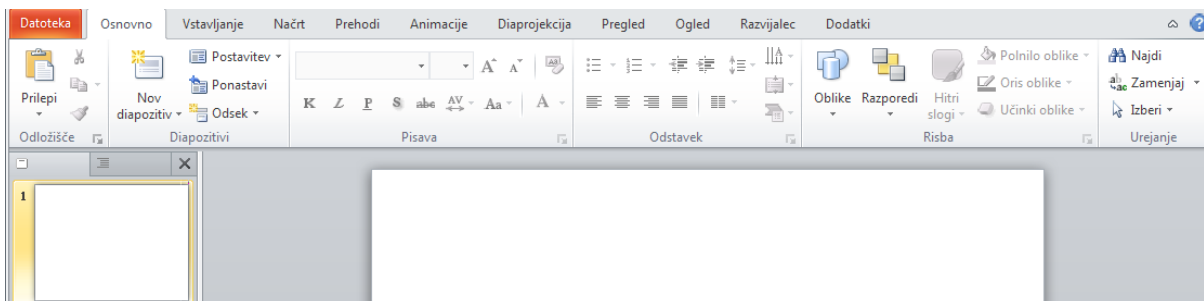 Datoteka Osnovno Vstavljanje Načrt Prehodi Animacije Diaprojekcija Pregled Ogled Razvijalec Dodatki
Prilepi
Nov
diapozitiv
Postavitev
Ponastavi
Odsek
K L P S abc AV Aa A
A A
Oblike
Razporedi
Hitri
slogi
Polnilo oblike
Oris oblike
Učinki oblike
Najdi
Zamenjaj
Izberi
Odložišče Diapozitivi Pisava Odstavek Risba Urejanje
1